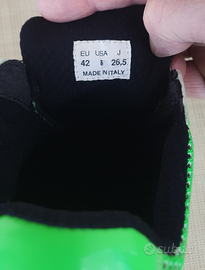 EU USA J
42 8 26,5
MADE IN ITALY
subito